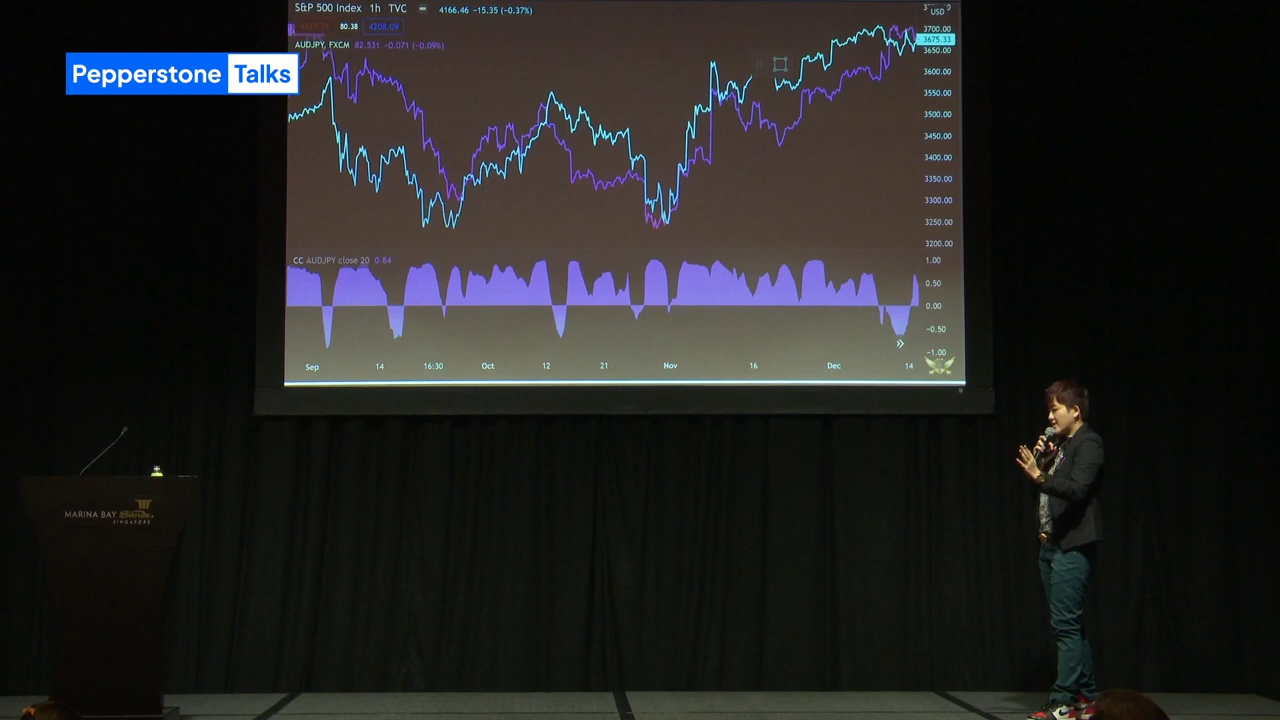 S&P 500 Index 1h TVC 4166.46 −15.35 (−0.37%)
80.38 4208.09
AUDJPY, FXCM 82.531 −0.071 (−0.09%)
USD
3700.00
3675.33
3650.00
3600.00
3550.00
3500.00
3450.00
3400.00
3350.00
3300.00
3250.00
3200.00
Pepperstone Talks
CC AUDJPY close 20 0.84
1.00
0.50
0.00
−0.50
−1.00
Sep 14 16:30 Oct 12 21 Nov 16 Dec 14
MARINA BAY Sands.
SINGAPORE